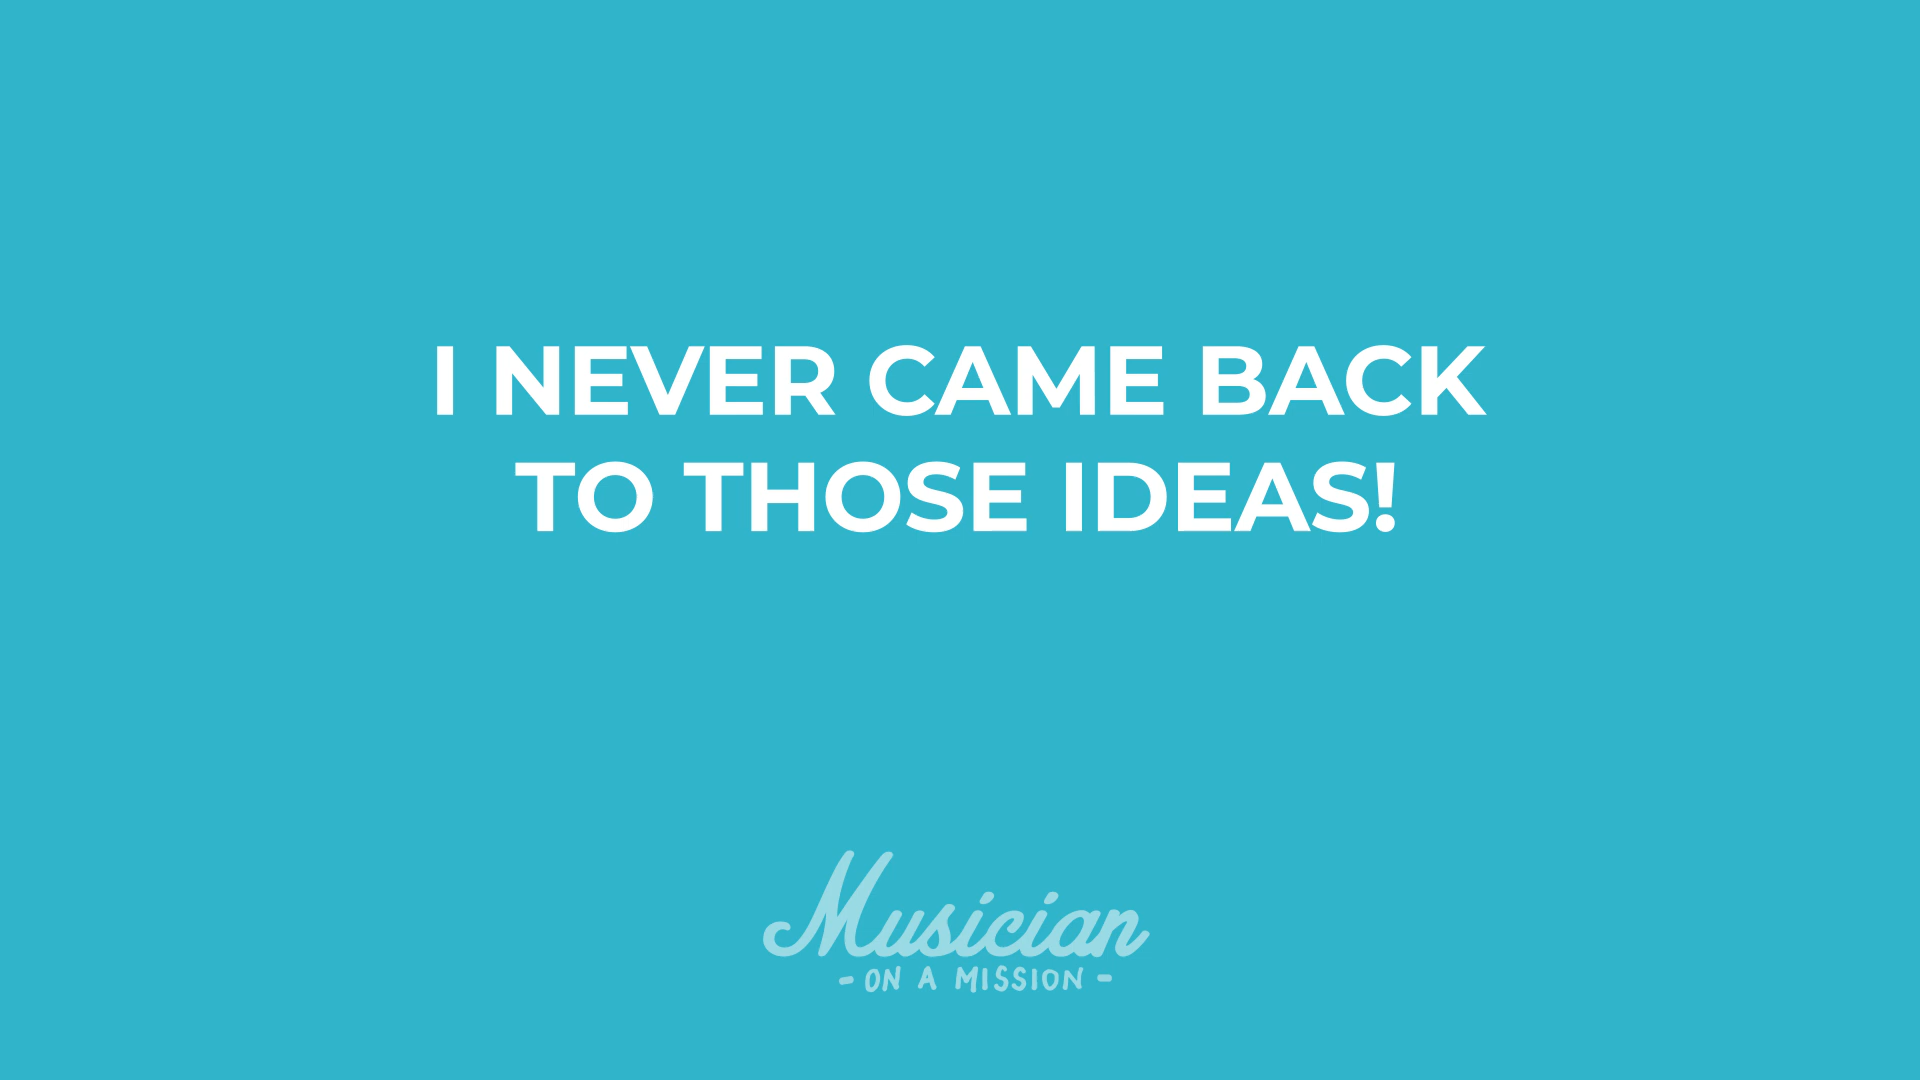 I NEVER CAME BACK
TO THOSE IDEAS!
Musician
- ON A MISSION -